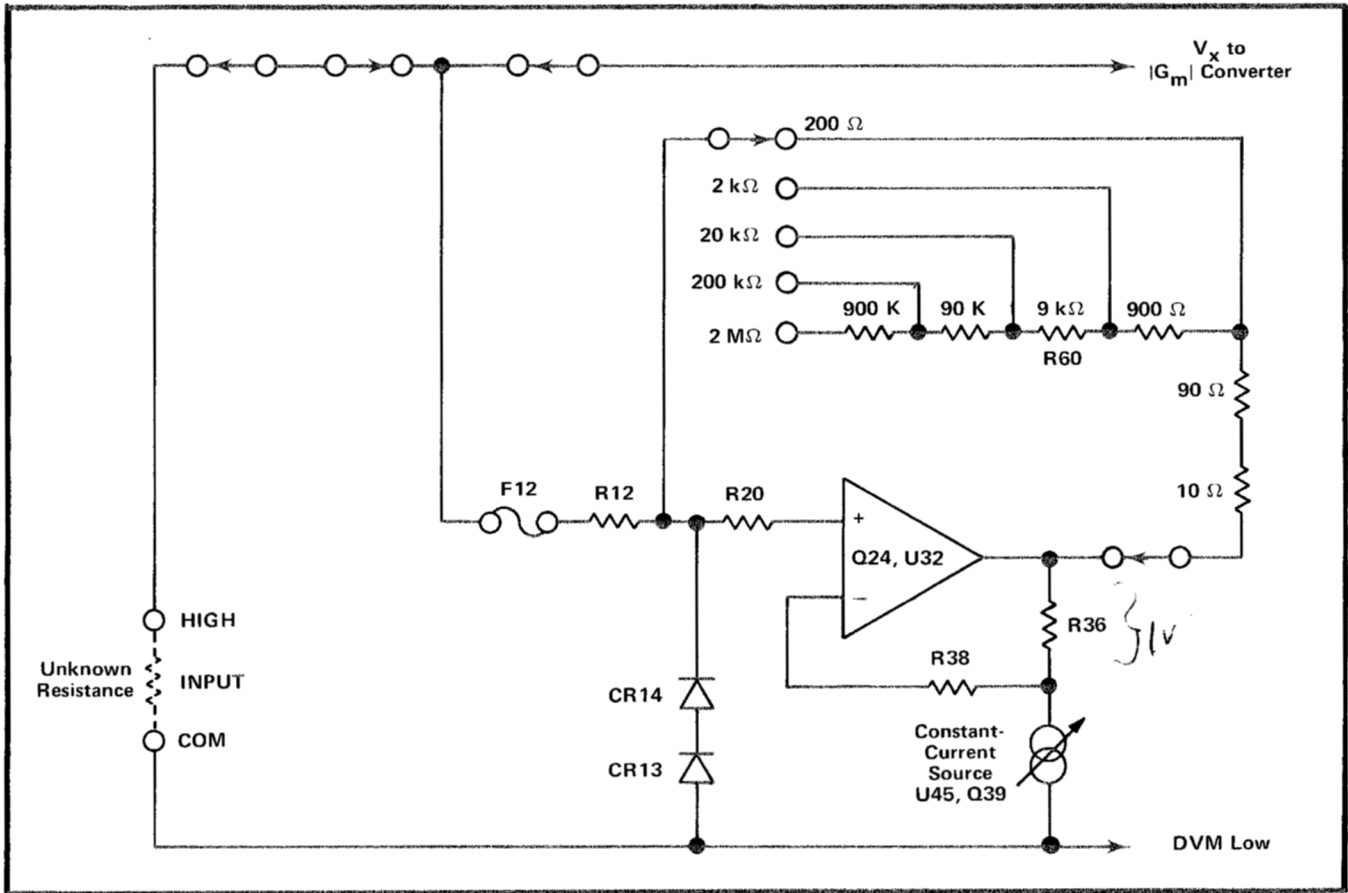 Vx to
|Gm| Converter
200 Ω
2 kΩ
20 kΩ
200 kΩ
2 MΩ
900 K
90 K
9 kΩ
900 Ω
R60
90 Ω
10 Ω
F12
R12
R20
+
Q24, U32
−
R36
1V
R38
HIGH
Unknown
Resistance
INPUT
COM
CR14
CR13
Constant-
Current
Source
U45, Q39
DVM Low